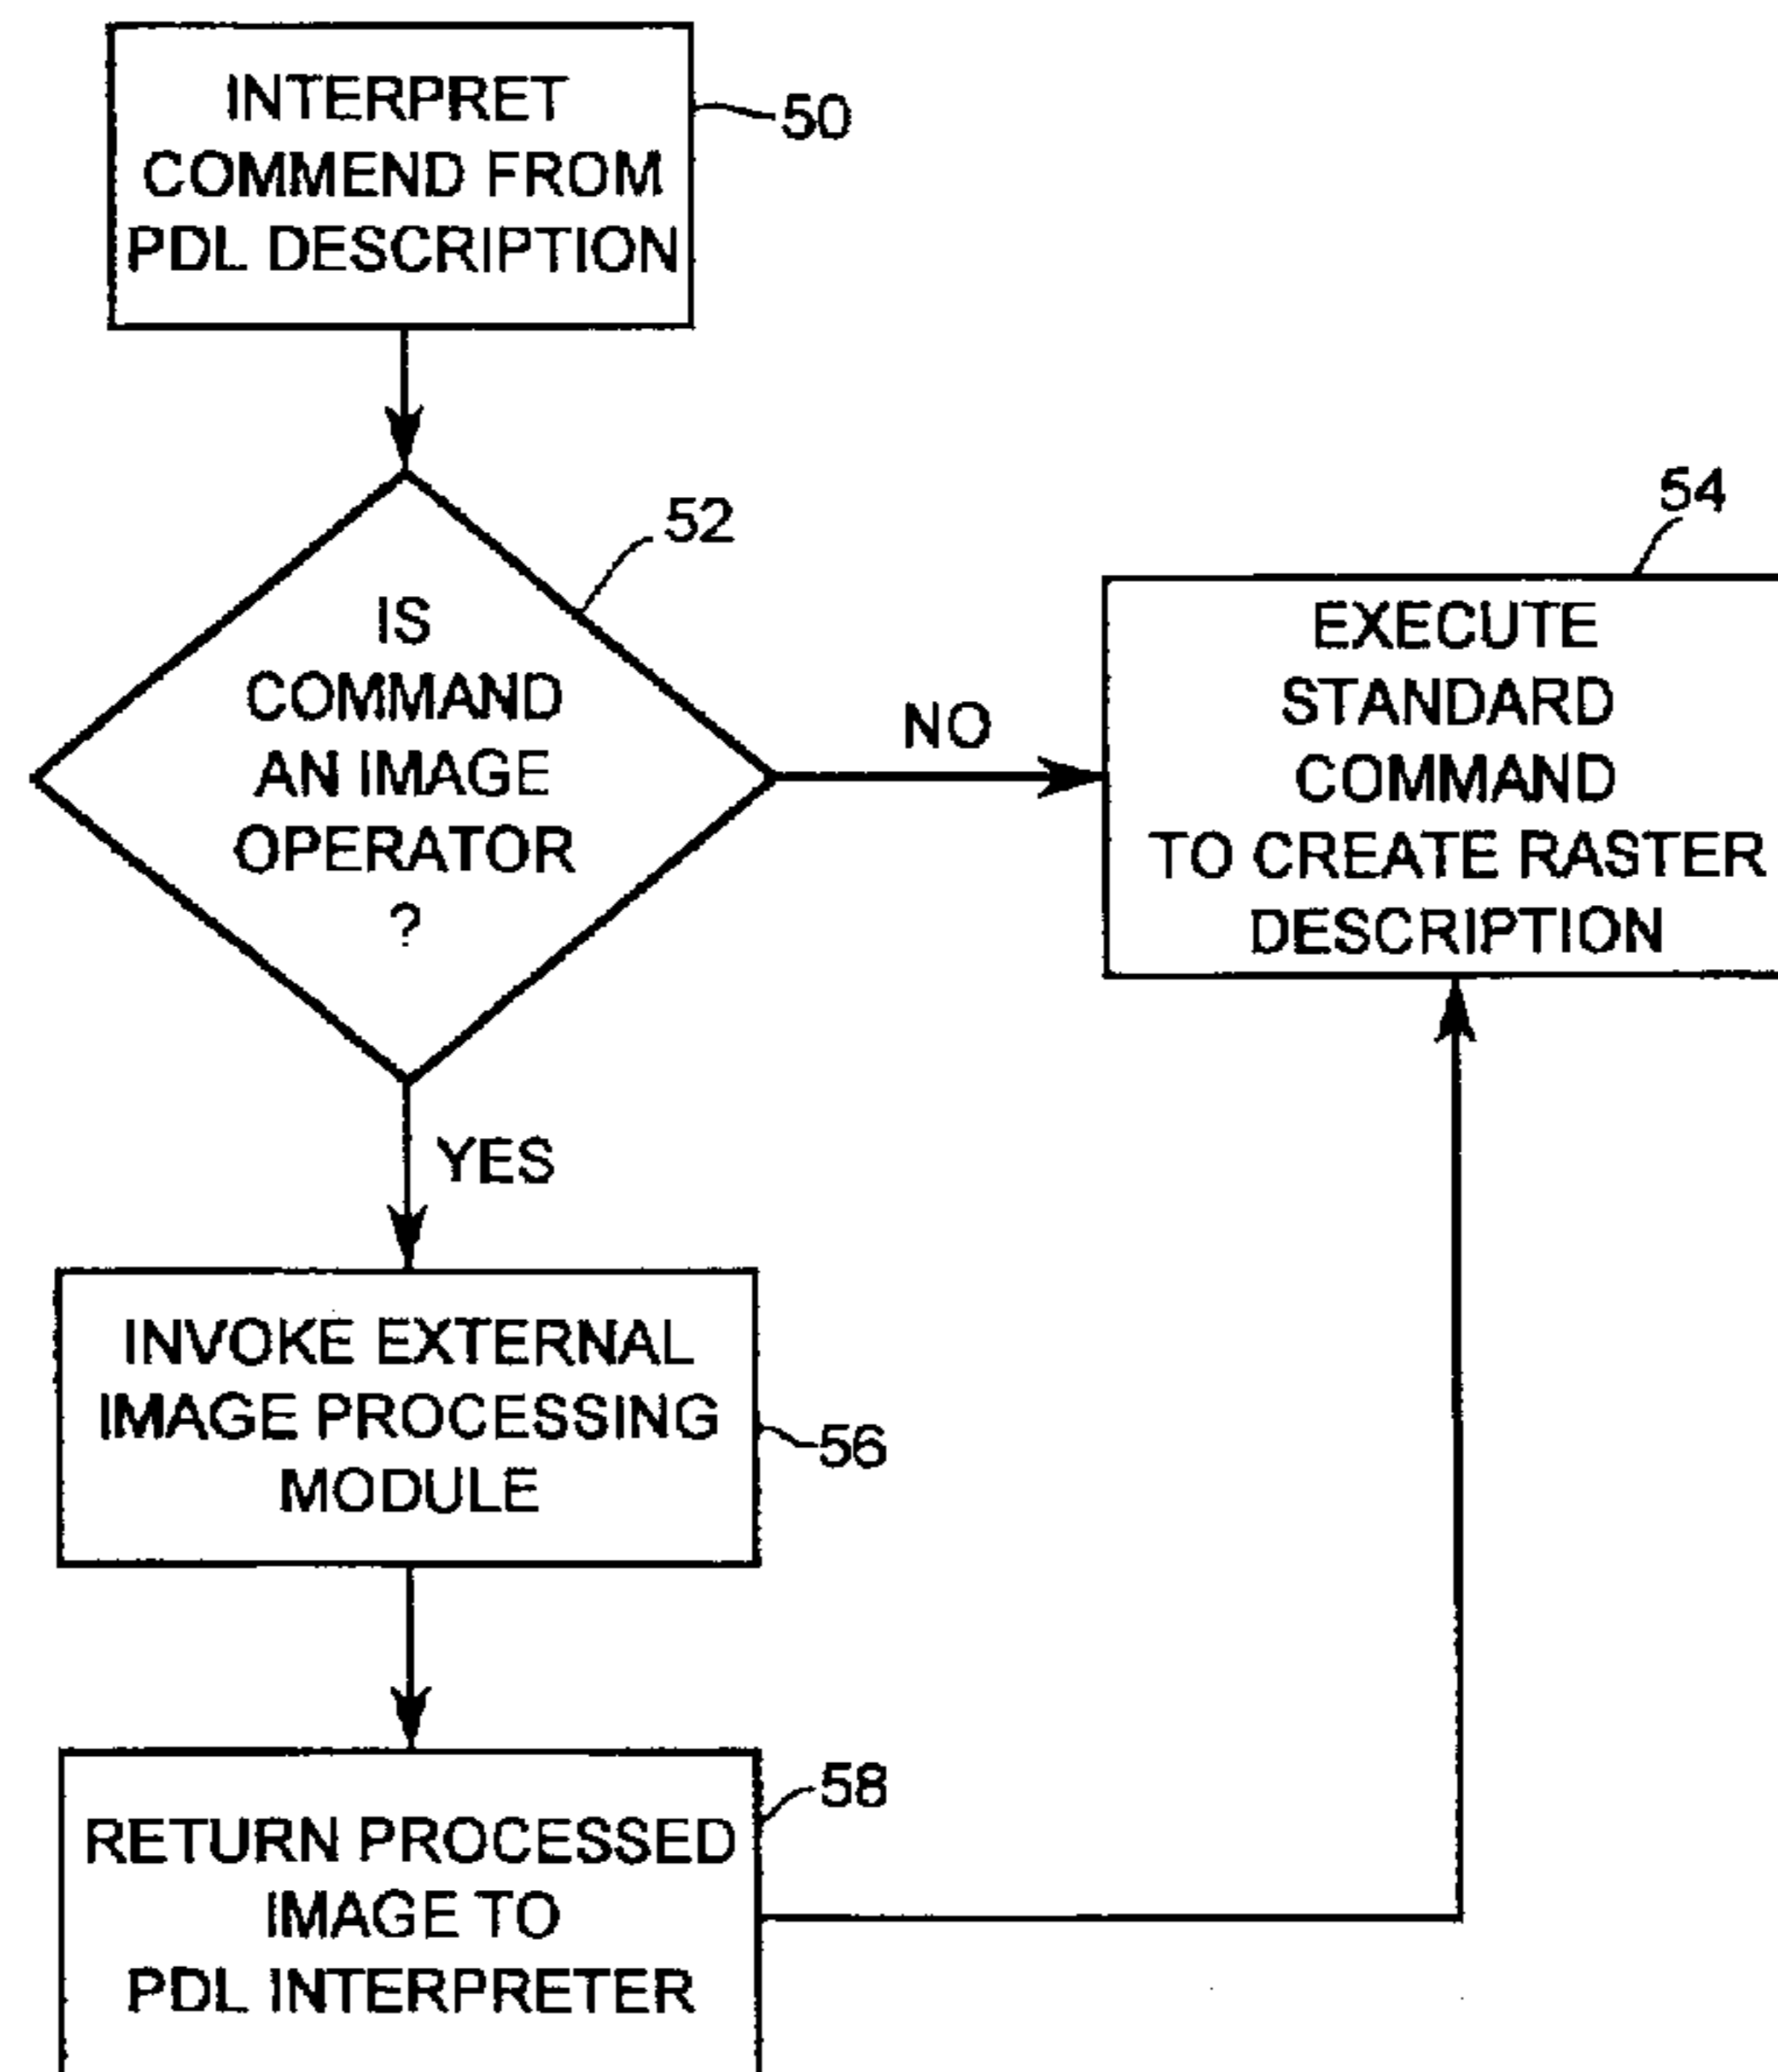 INTERPRET
COMMEND FROM
PDL DESCRIPTION
50
IS
COMMAND
AN IMAGE
OPERATOR
?
52
NO
54
EXECUTE
STANDARD
COMMAND
TO CREATE RASTER
DESCRIPTION
YES
INVOKE EXTERNAL
IMAGE PROCESSING
MODULE
56
58
RETURN PROCESSED
IMAGE TO
PDL INTERPRETER